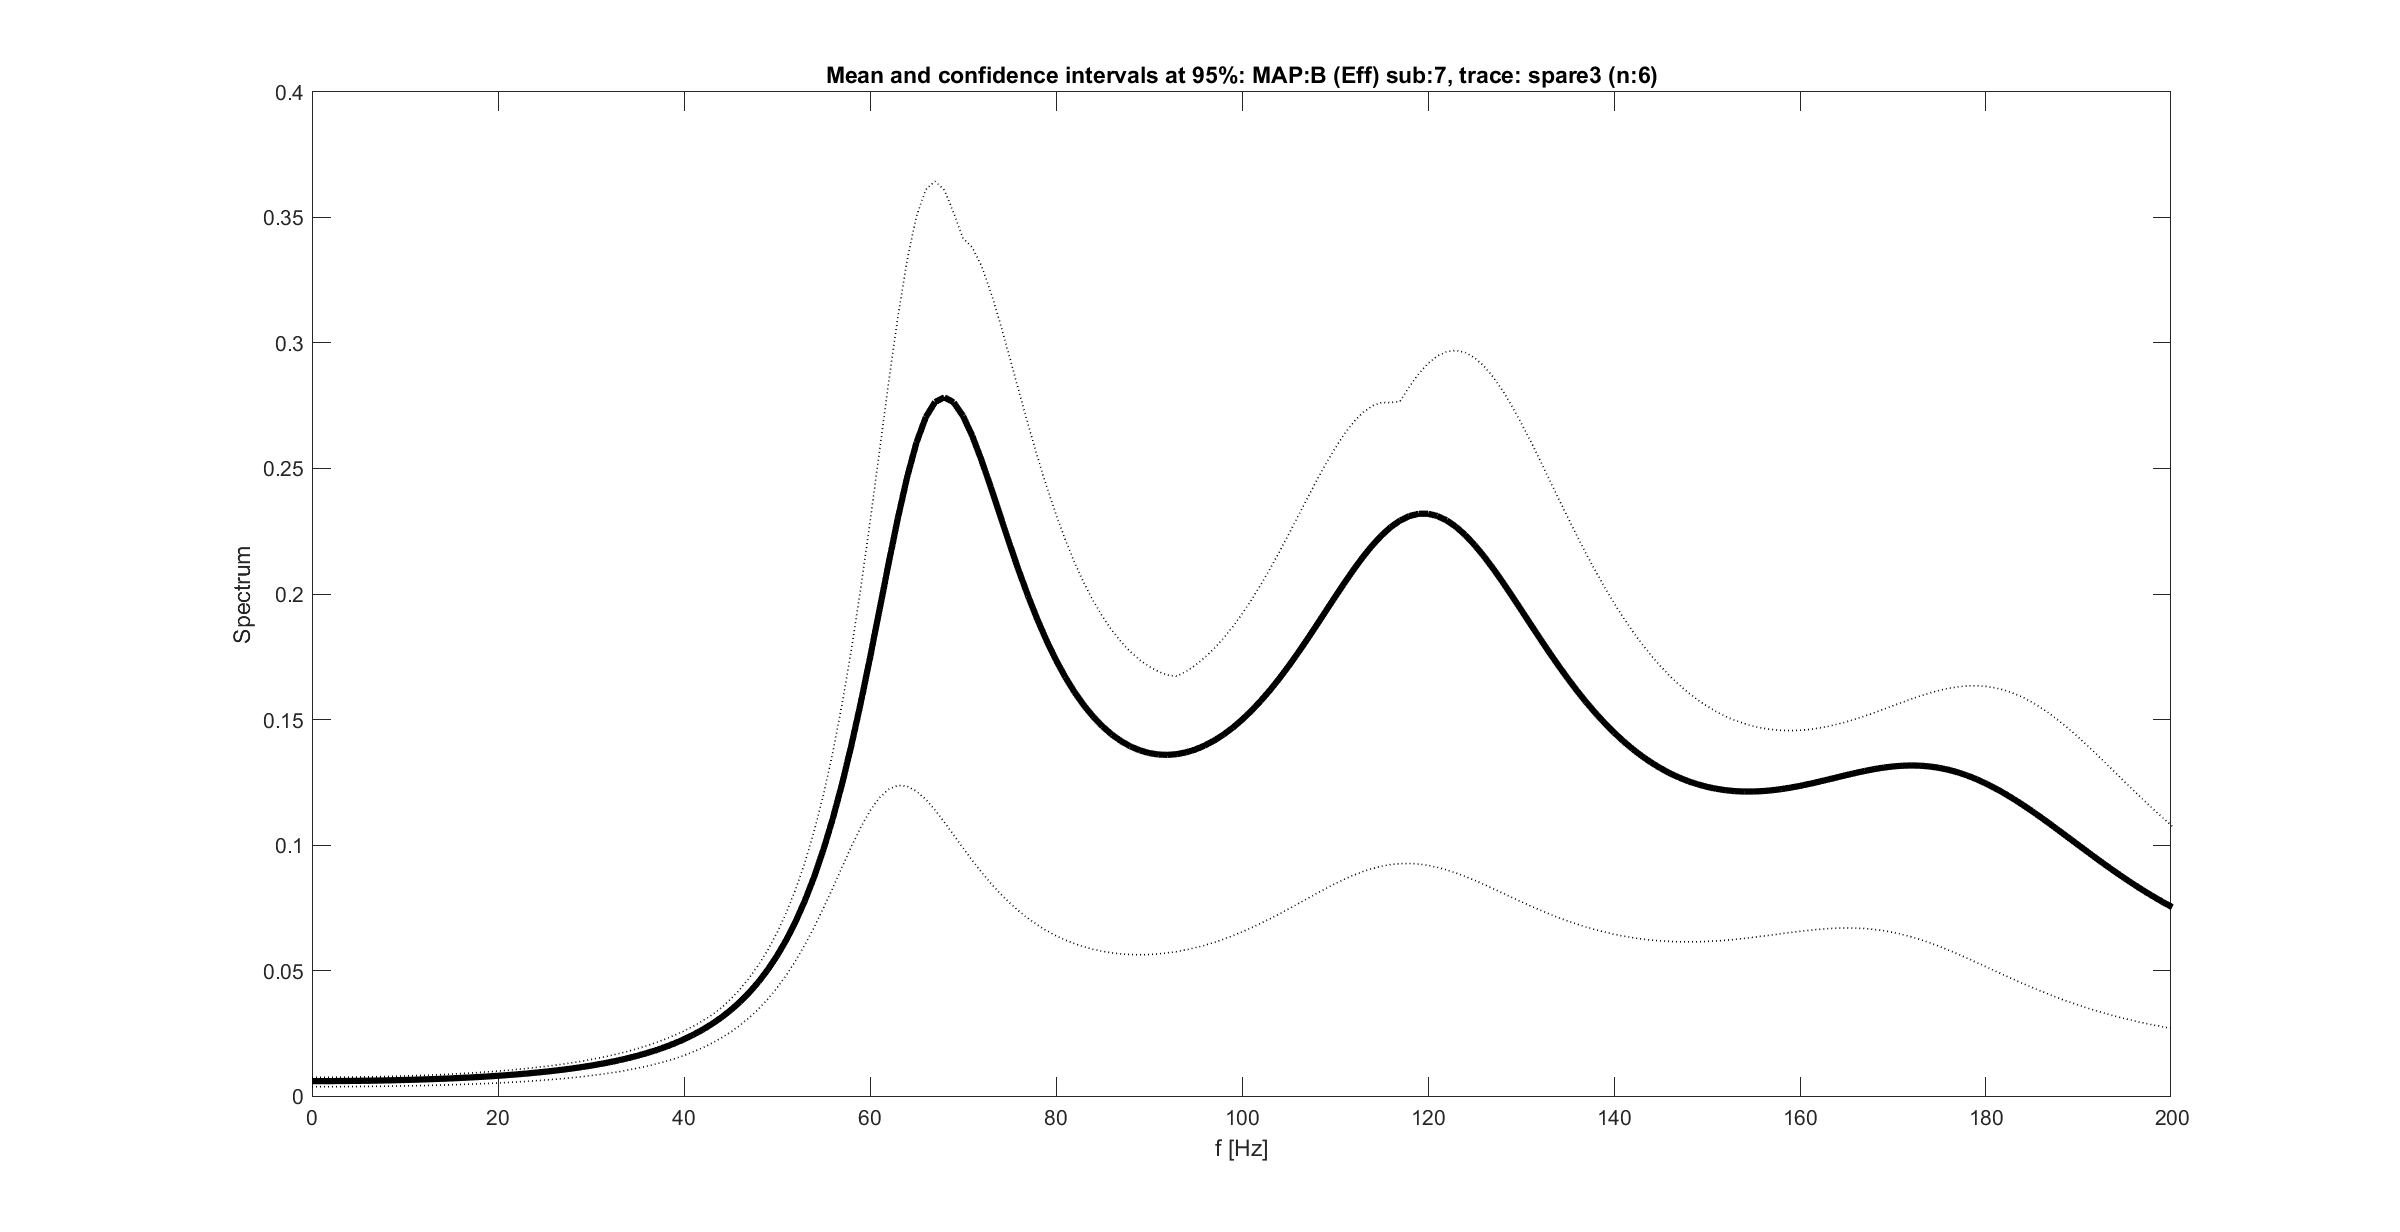 Mean and confidence intervals at 95%: MAP:B (Eff) sub:7, trace: spare3 (n:6)
0.4
0.35
0.3
0.25
0.2
0.15
0.1
0.05
0
Spectrum
0 20 40 60 80 100 120 140 160 180 200
f [Hz]